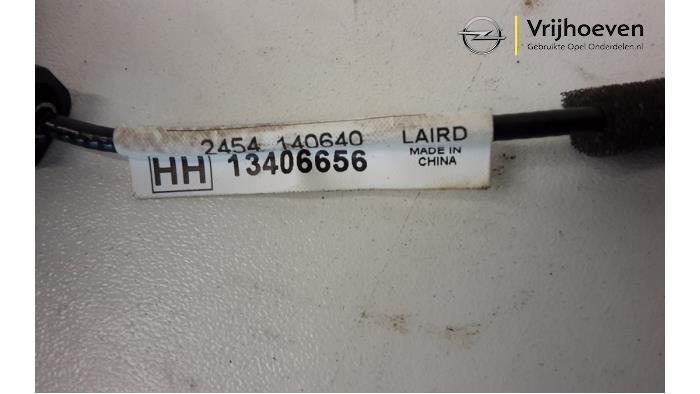 Vrijhoeven
Gebruikte Opel Onderdelen.nl
2454 140640 LAIRD
HH 13406656 MADE IN
CHINA